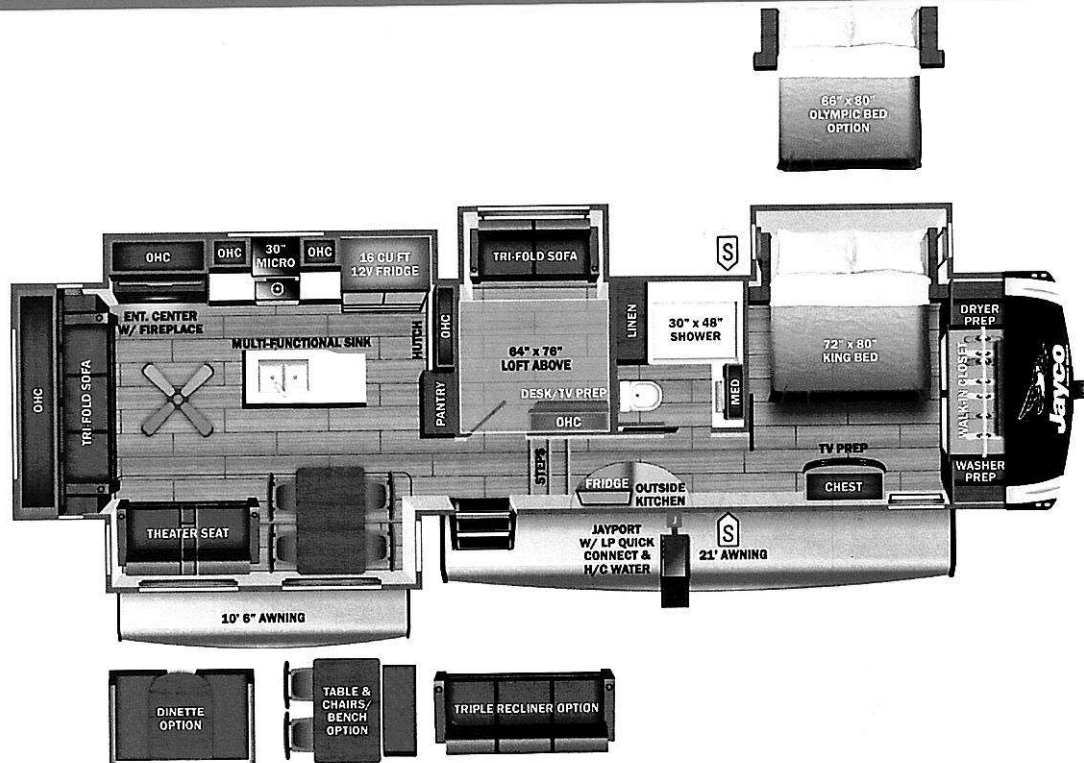 66" x 80"
OLYMPIC BED
OPTION
OHC
OHC
30"
MICRO
OHC
16 CU FT
12V FRIDGE
TRI-FOLD SOFA
S
ENT. CENTER
W/ FIREPLACE
HUTCH
OHC
LINEN
30" x 48"
SHOWER
72" x 80"
KING BED
DRYER
PREP
OHC
TRI-FOLD SOFA
MULTI-FUNCTIONAL SINK
64" x 76"
LOFT ABOVE
PANTRY
DESK/TV PREP
OHC
MED
WALK-IN CLOSET
Jayco
TV PREP
CHEST
WASHER
PREP
STEPS
FRIDGE
OUTSIDE
KITCHEN
THEATER SEAT
JAYPORT
W/ LP QUICK
CONNECT &
H/C WATER
J
S
21' AWNING
10' 6" AWNING
DINETTE
OPTION
TABLE &
CHAIRS/
BENCH
OPTION
TRIPLE RECLINER OPTION